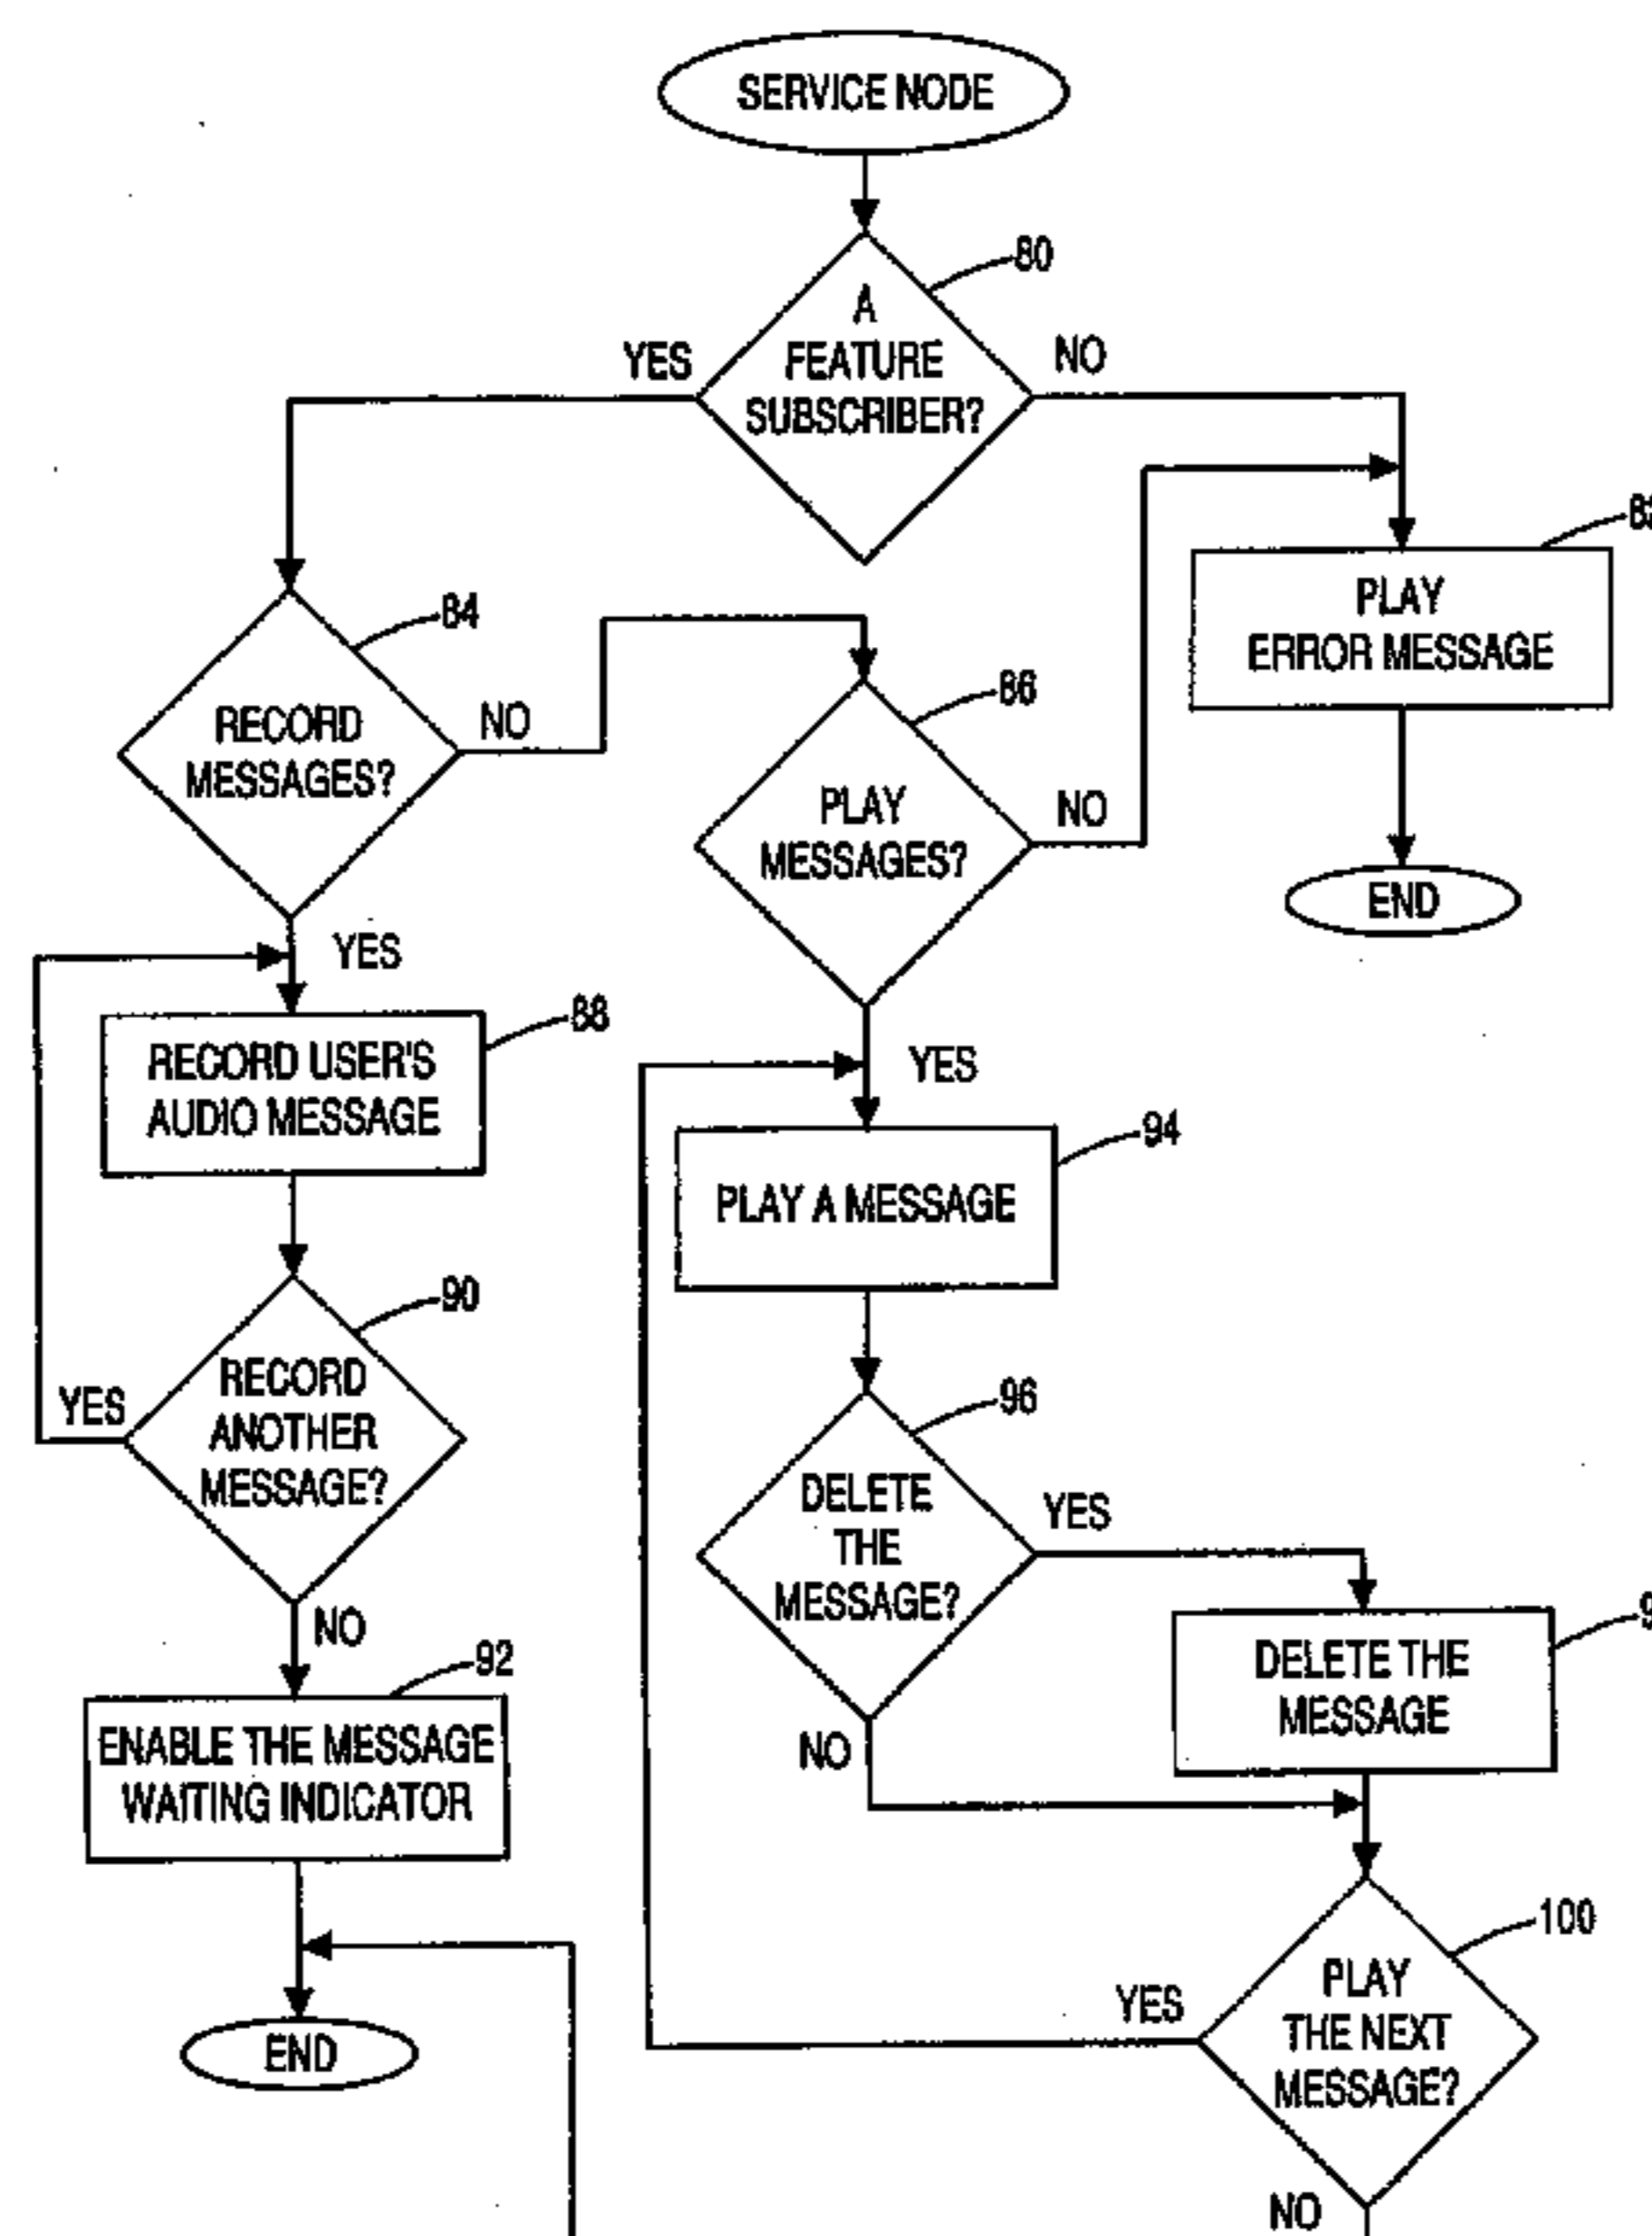 SERVICE NODE
80
A
FEATURE
SUBSCRIBER?
YES
NO
PLAY
ERROR MESSAGE
END
84
RECORD
MESSAGES?
NO
YES
86
PLAY
MESSAGES?
NO
YES
88
RECORD USER'S
AUDIO MESSAGE
90
RECORD
ANOTHER
MESSAGE?
YES
NO
92
ENABLE THE MESSAGE
WAITING INDICATOR
END
94
PLAY A MESSAGE
96
DELETE
THE
MESSAGE?
YES
NO
DELETE THE
MESSAGE
100
PLAY
THE NEXT
MESSAGE?
YES
NO